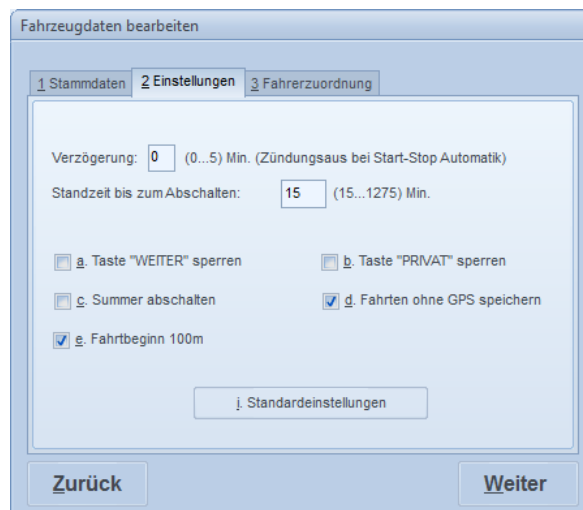 Fahrzeugdaten bearbeiten
1 Stammdaten 2 Einstellungen 3 Fahrerzuordnung
Verzögerung: 0 (0...5) Min. (Zündungsaus bei Start-Stop Automatik)
Standzeit bis zum Abschalten: 15 (15...1275) Min.
a. Taste "WEITER" sperren b. Taste "PRIVAT" sperren
c. Summer abschalten d. Fahrten ohne GPS speichern
e. Fahrtbeginn 100m
i. Standardeinstellungen
Zurück Weiter